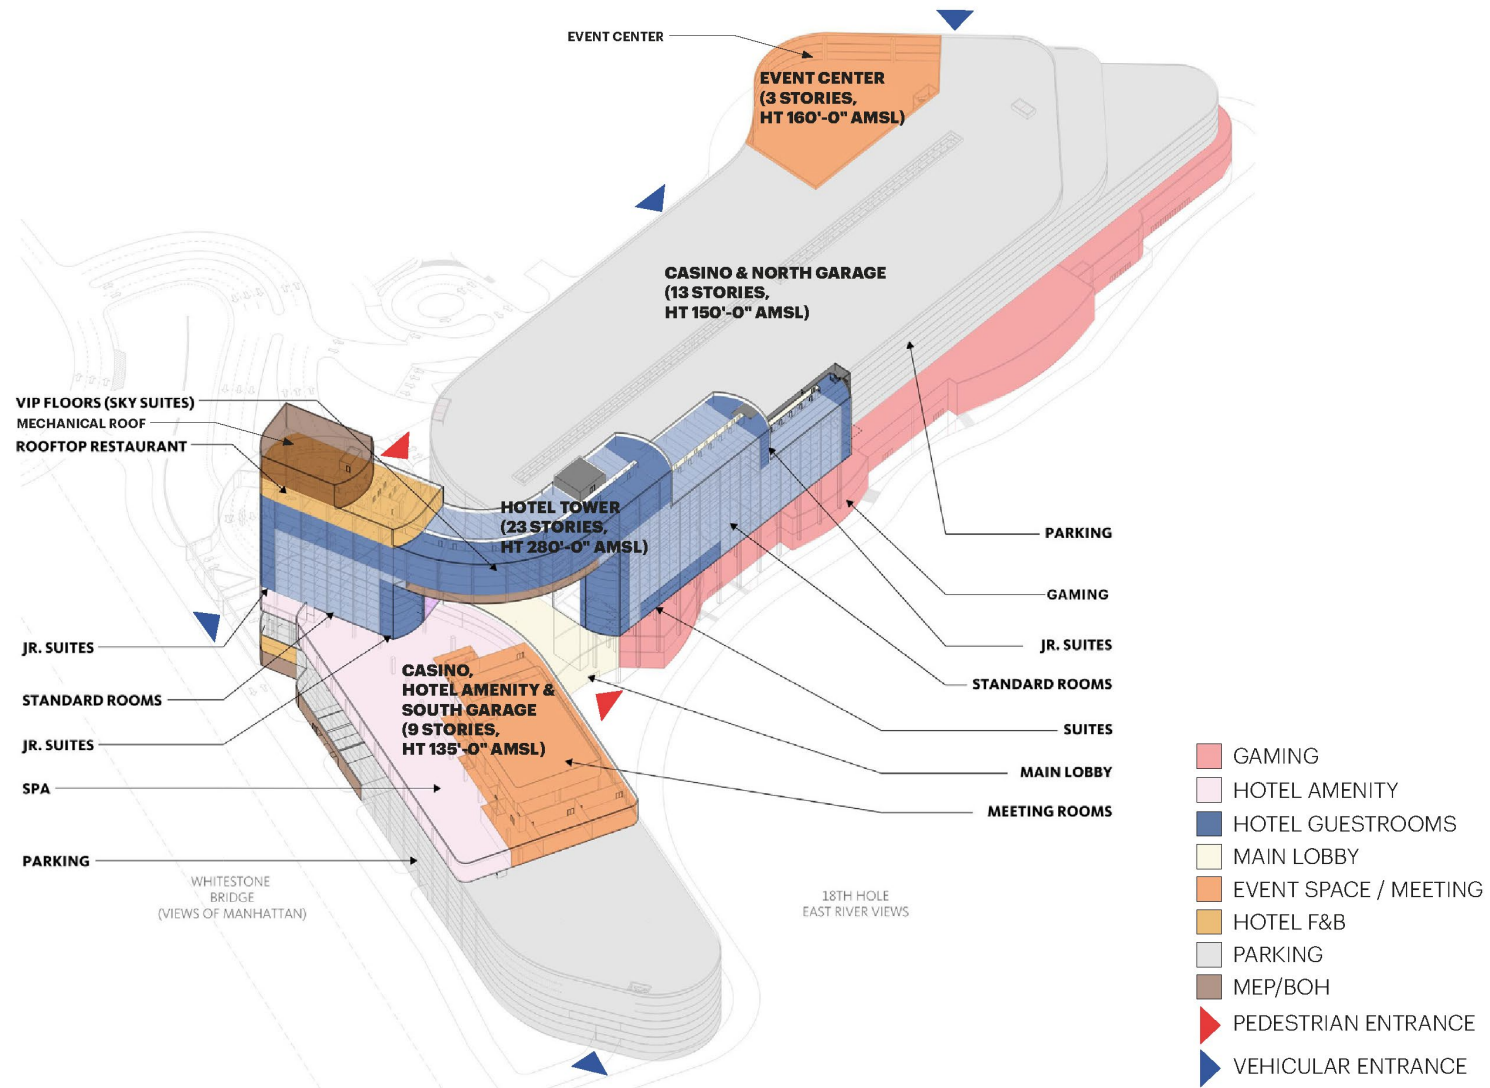 EVENT CENTER
EVENT CENTER
(3 STORIES,
HT 160'-0" AMSL)
CASINO & NORTH GARAGE
(13 STORIES,
HT 150'-0" AMSL)
VIP FLOORS (SKY SUITES)
MECHANICAL ROOF
ROOFTOP RESTAURANT
HOTEL TOWER
(23 STORIES,
HT 280'-0" AMSL)
JR. SUITES
STANDARD ROOMS
JR. SUITES
SPA
PARKING
CASINO,
HOTEL AMENITY &
SOUTH GARAGE
(9 STORIES,
HT 135'-0" AMSL)
PARKING
GAMING
JR. SUITES
STANDARD ROOMS
SUITES
MAIN LOBBY
MEETING ROOMS
WHITESTONE
BRIDGE
(VIEWS OF MANHATTAN)
18TH HOLE
EAST RIVER VIEWS
GAMING
HOTEL AMENITY
HOTEL GUESTROOMS
MAIN LOBBY
EVENT SPACE / MEETING
HOTEL F&B
PARKING
MEP/BOH
PEDESTRIAN ENTRANCE
VEHICULAR ENTRANCE